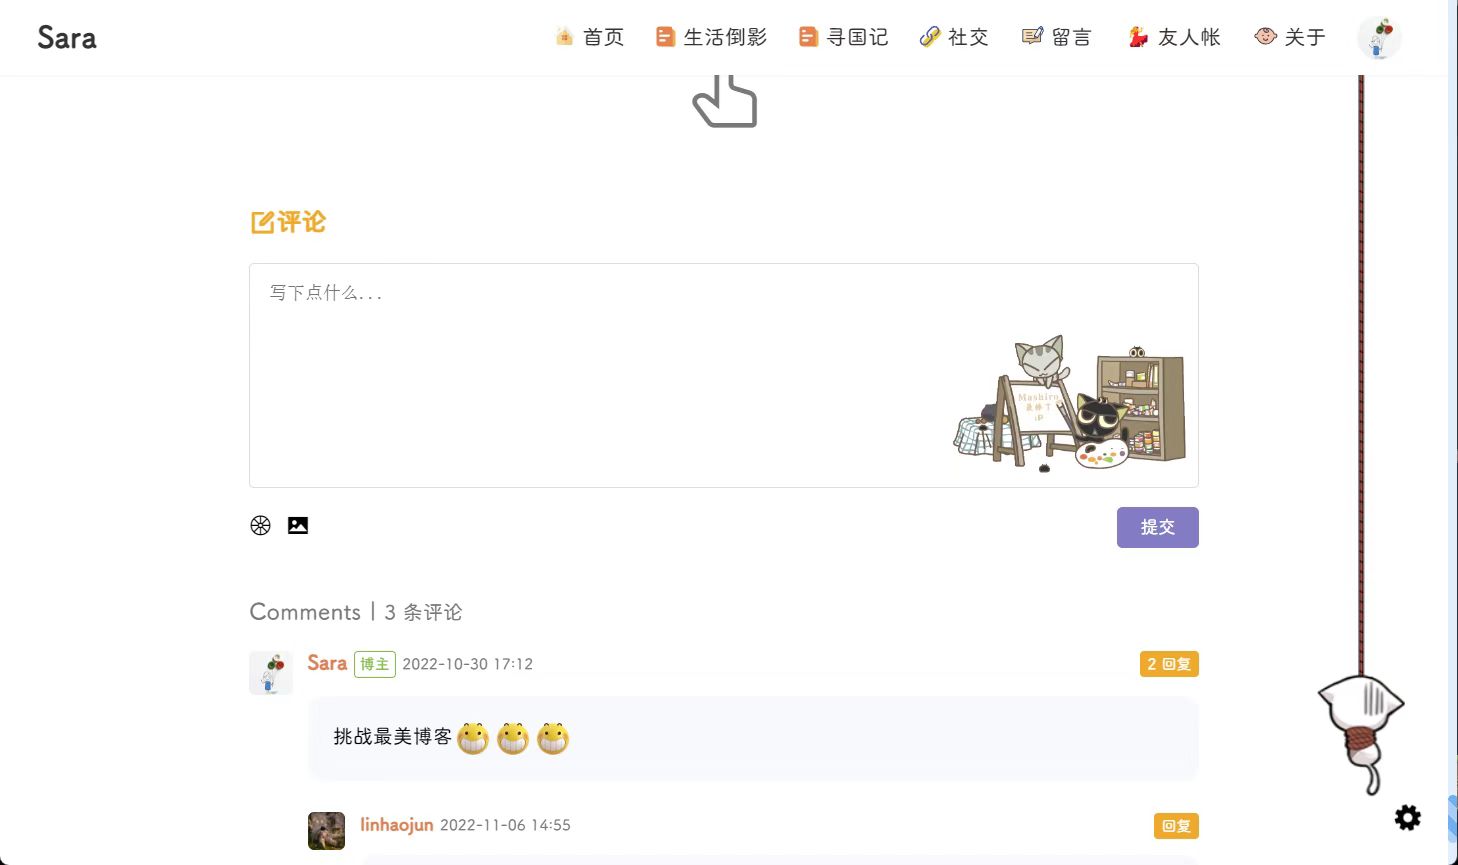 Sara
首页 生活倒影 寻国记 社交 留言 友人帐 关于
评论
写下点什么...
Mashiro
最棒了
:P
提交
Comments | 3 条评论
Sara 博主 2022-10-30 17:12 2 回复
挑战最美博客
linhaojun 2022-11-06 14:55 回复